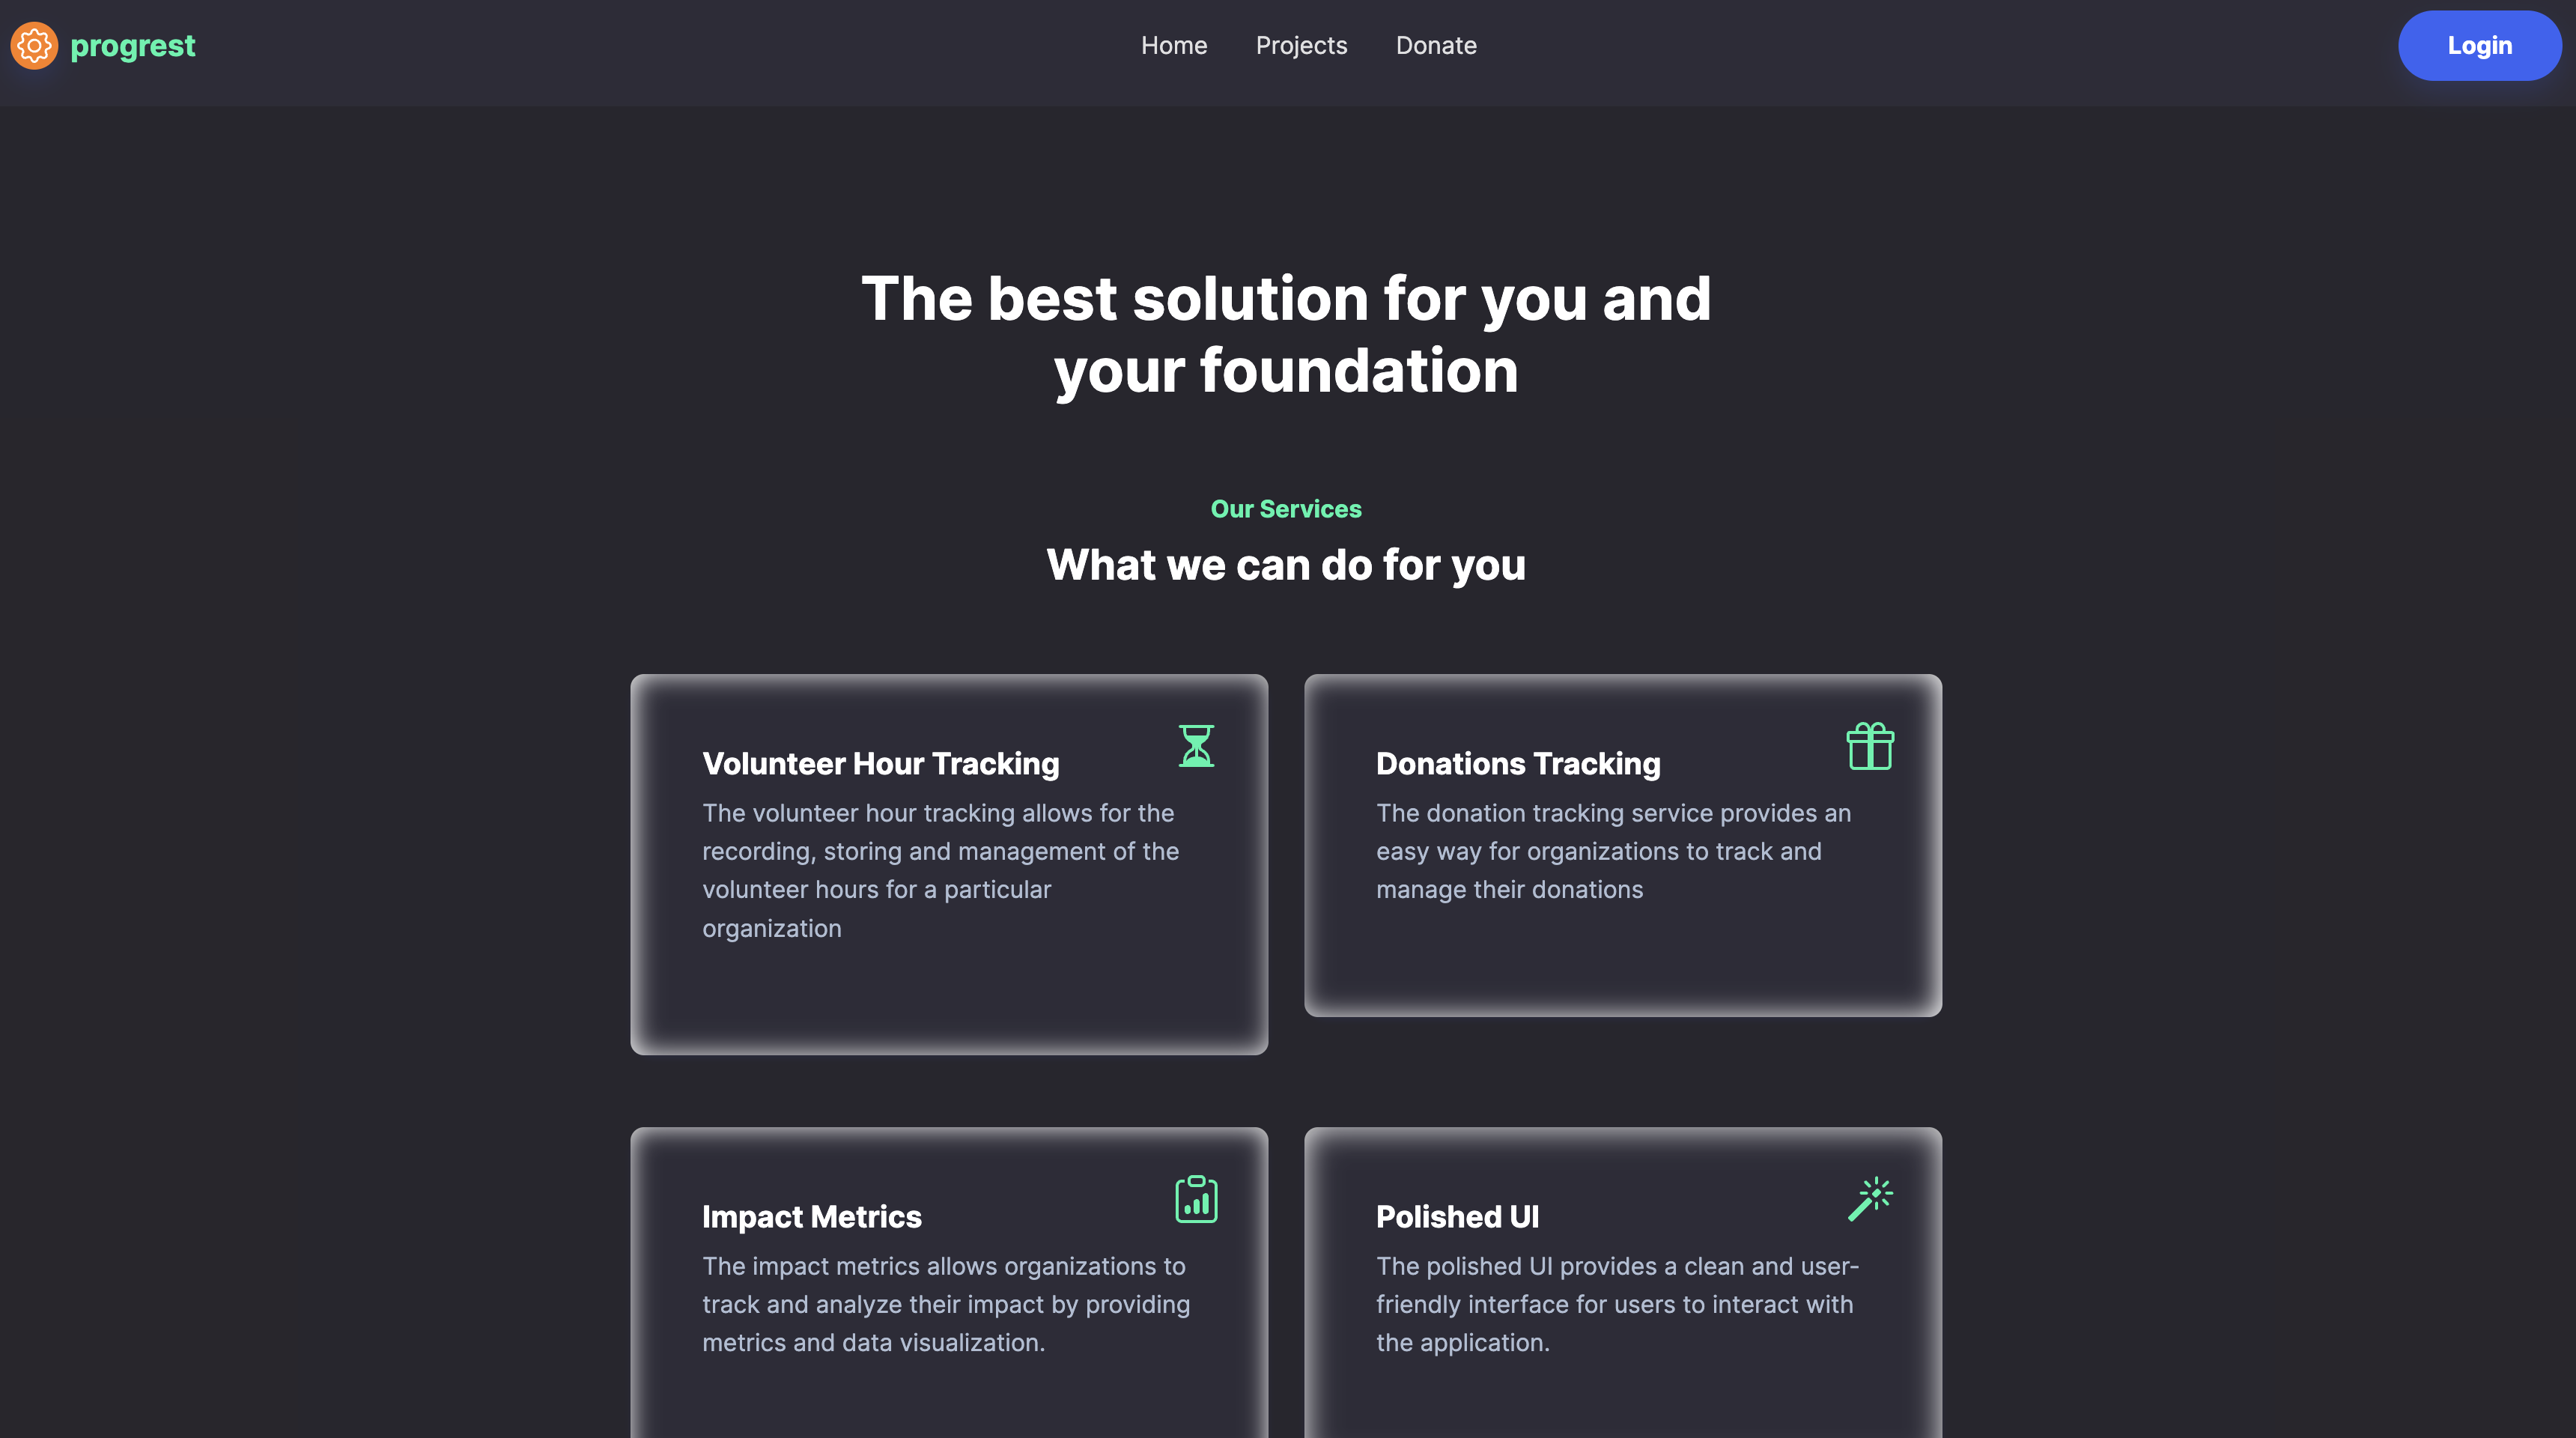 progrest
Home
Projects
Donate
Login
The best solution for you and
your foundation
Our Services
What we can do for you
Volunteer Hour Tracking
The volunteer hour tracking allows for the
recording, storing and management of the
volunteer hours for a particular
organization
Donations Tracking
The donation tracking service provides an
easy way for organizations to track and
manage their donations
Impact Metrics
The impact metrics allows organizations to
track and analyze their impact by providing
metrics and data visualization.
Polished UI
The polished UI provides a clean and user-
friendly interface for users to interact with
the application.